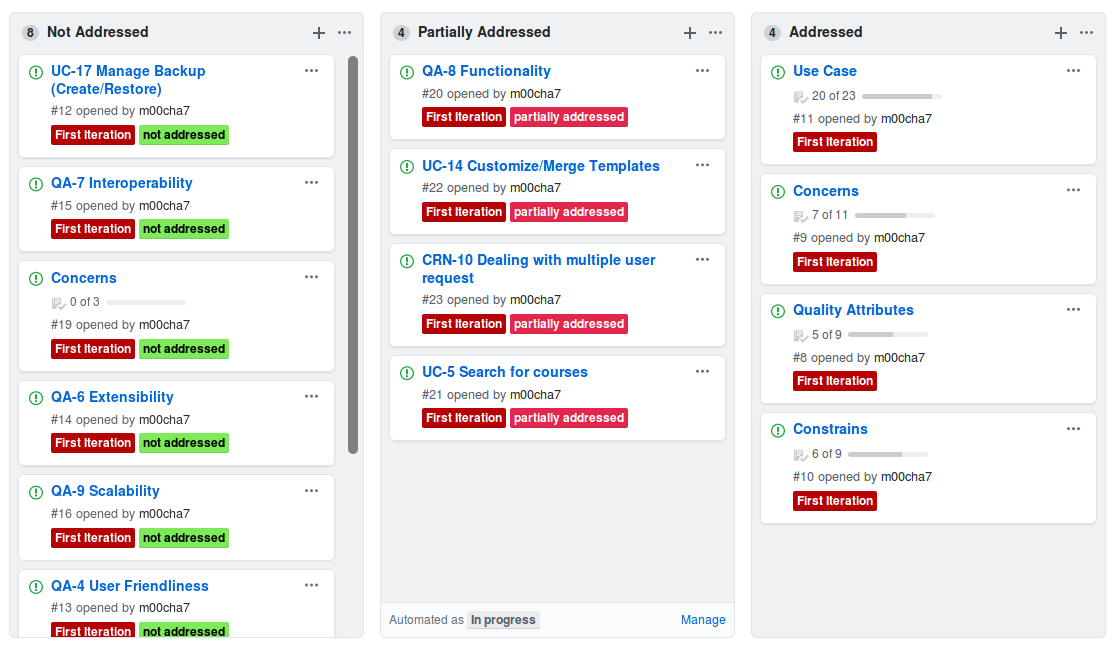 8 Not Addressed
UC-17 Manage Backup
(Create/Restore)
#12 opened by m00cha7
First Iteration not addressed
QA-7 Interoperability
#15 opened by m00cha7
First Iteration not addressed
Concerns
0 of 3
#19 opened by m00cha7
First Iteration not addressed
QA-6 Extensibility
#14 opened by m00cha7
First Iteration not addressed
QA-9 Scalability
#16 opened by m00cha7
First Iteration not addressed
QA-4 User Friendliness
#13 opened by m00cha7
First Iteration not addressed
4 Partially Addressed
QA-8 Functionality
#20 opened by m00cha7
First Iteration partially addressed
UC-14 Customize/Merge Templates
#22 opened by m00cha7
First Iteration partially addressed
CRN-10 Dealing with multiple user
request
#23 opened by m00cha7
First Iteration partially addressed
UC-5 Search for courses
#21 opened by m00cha7
First Iteration partially addressed
Automated as In progress Manage
4 Addressed
Use Case
20 of 23
#11 opened by m00cha7
First Iteration
Concerns
7 of 11
#9 opened by m00cha7
First Iteration
Quality Attributes
5 of 9
#8 opened by m00cha7
First Iteration
Constrains
6 of 9
#10 opened by m00cha7
First Iteration